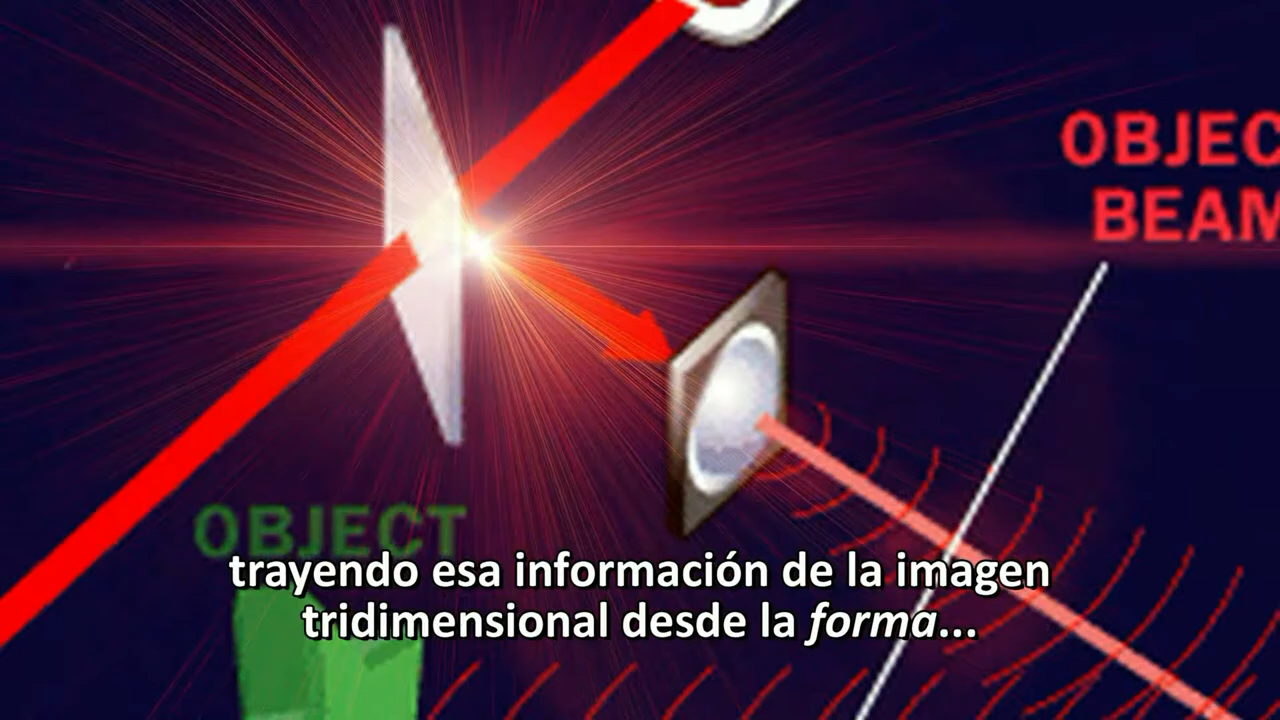 OBJEC
BEAM
OBJECT
trayendo esa información de la imagen
tridimensional desde la forma...